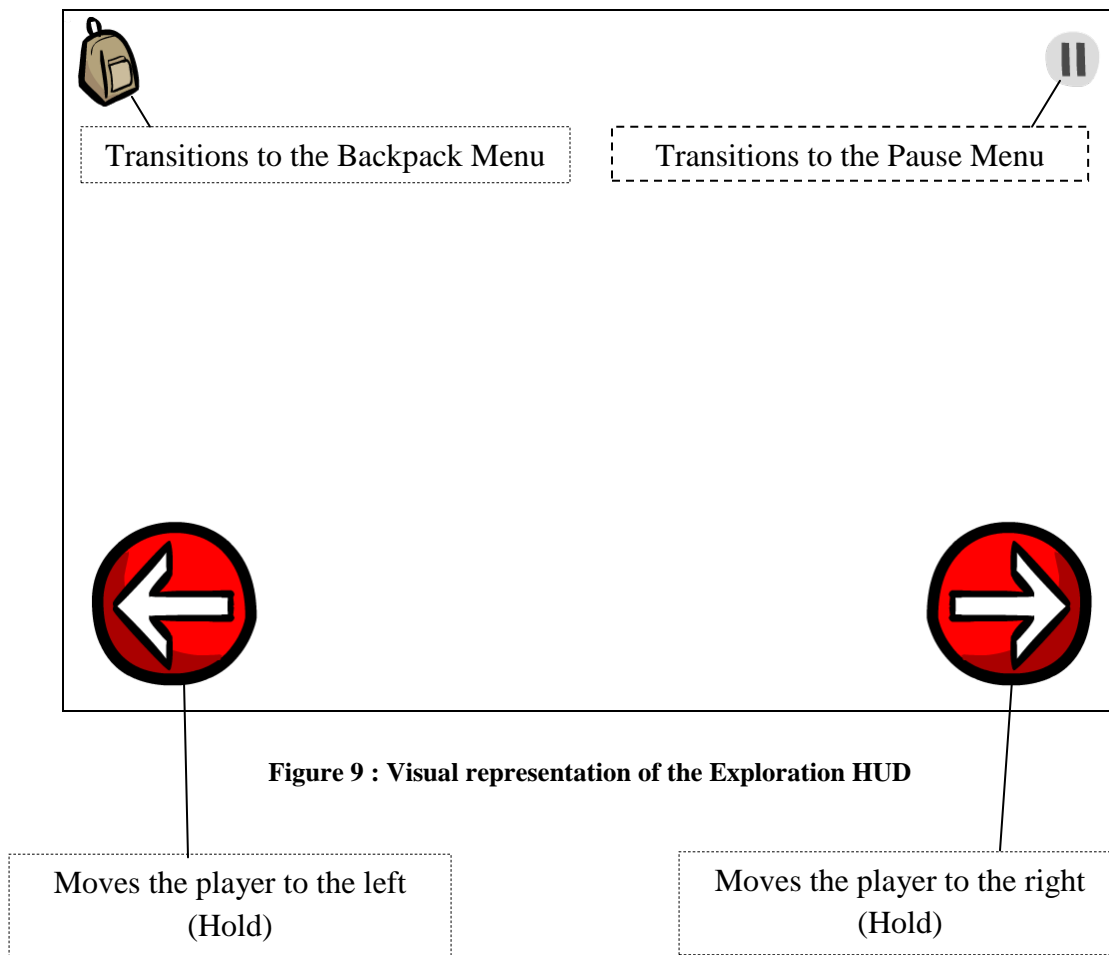 Transitions to the Backpack Menu
Transitions to the Pause Menu
Figure 9 : Visual representation of the Exploration HUD
Moves the player to the left
(Hold)
Moves the player to the right
(Hold)